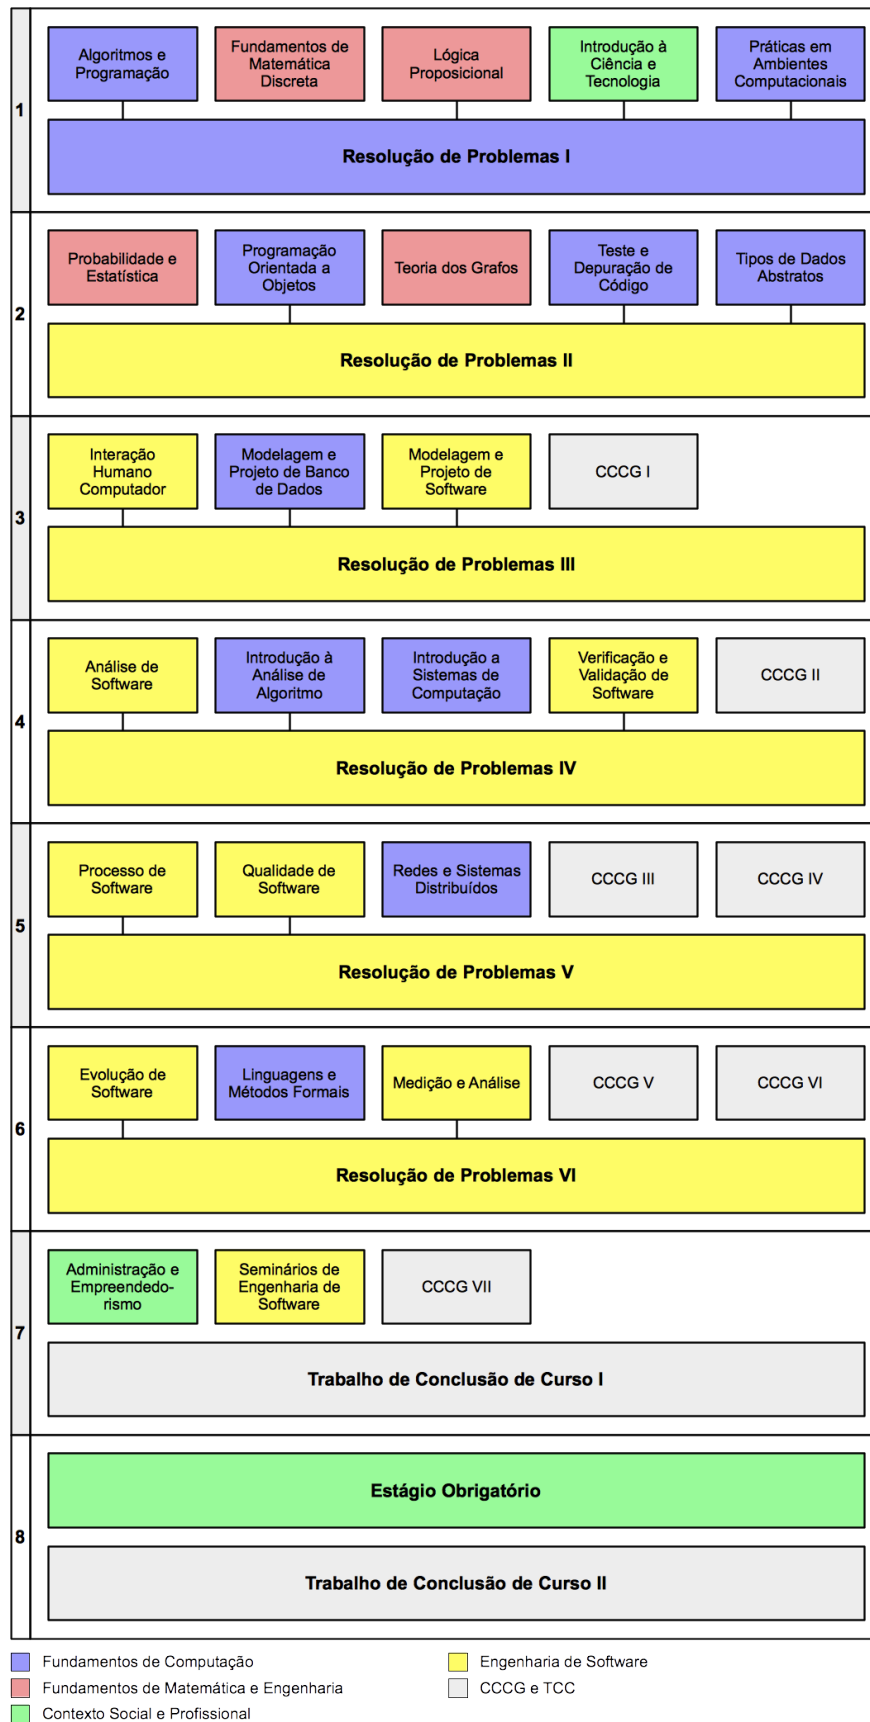 1
Algoritmos e
Programação
Fundamentos de
Matemática
Discreta
Lógica
Proposicional
Introdução à
Ciência e
Tecnologia
Práticas em
Ambientes
Computacionais
Resolução de Problemas I
2
Probabilidade e
Estatística
Programação
Orientada a
Objetos
Teoria dos Grafos
Teste e
Depuração de
Código
Tipos de Dados
Abstratos
Resolução de Problemas II
3
Interação
Humano
Computador
Modelagem e
Projeto de Banco
de Dados
Modelagem e
Projeto de
Software
CCCG I
Resolução de Problemas III
4
Análise de
Software
Introdução à
Análise de
Algoritmo
Introdução a
Sistemas de
Computação
Verificação e
Validação de
Software
CCCG II
Resolução de Problemas IV
5
Processo de
Software
Qualidade de
Software
Redes e Sistemas
Distribuídos
CCCG III
CCCG IV
Resolução de Problemas V
6
Evolução de
Software
Linguagens e
Métodos Formais
Medição e Análise
CCCG V
CCCG VI
Resolução de Problemas VI
7
Administração e
Empreendedo-
rismo
Seminários de
Engenharia de
Software
CCCG VII
Trabalho de Conclusão de Curso I
8
Estágio Obrigatório
Trabalho de Conclusão de Curso II
Fundamentos de Computação
Engenharia de Software
Fundamentos de Matemática e Engenharia
CCCG e TCC
Contexto Social e Profissional